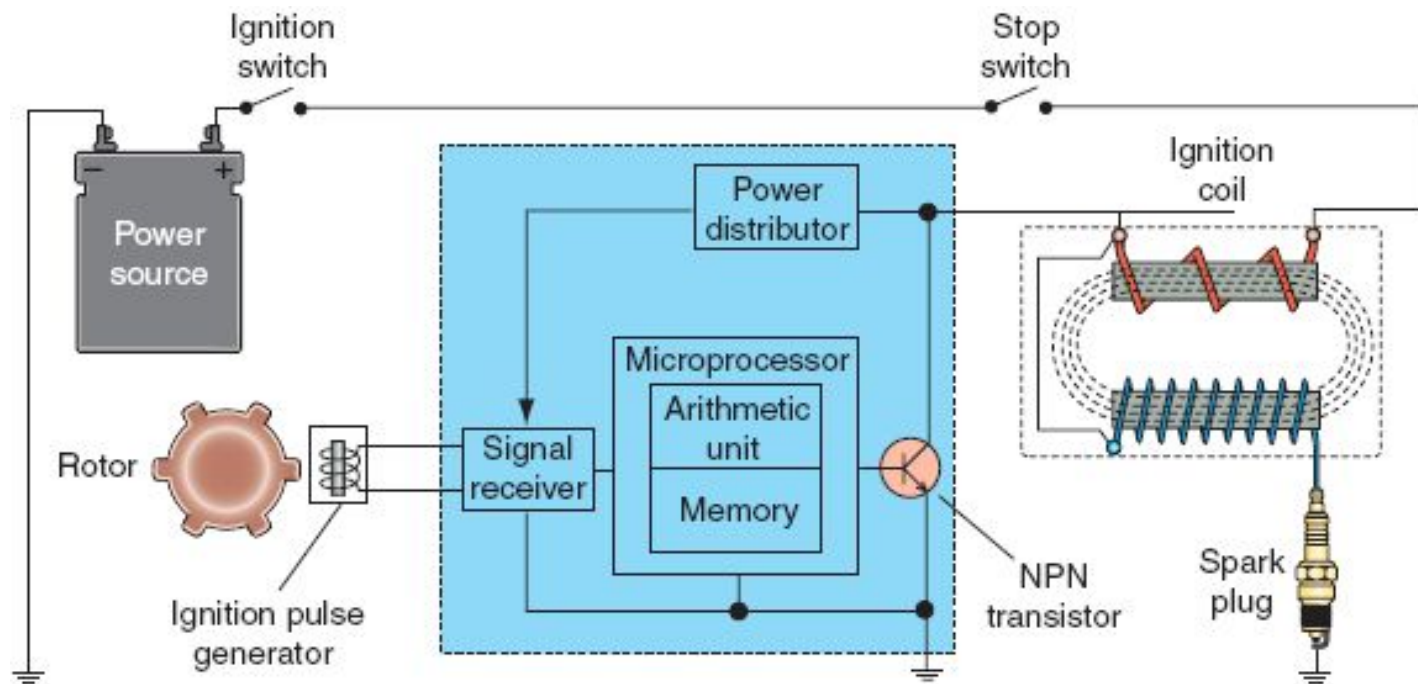 Ignition
switch
Stop
switch
Ignition
coil
−
+
Power
source
Power
distributor
Microprocessor
Arithmetic
unit
Memory
Signal
receiver
Rotor
Ignition pulse
generator
NPN
transistor
Spark
plug